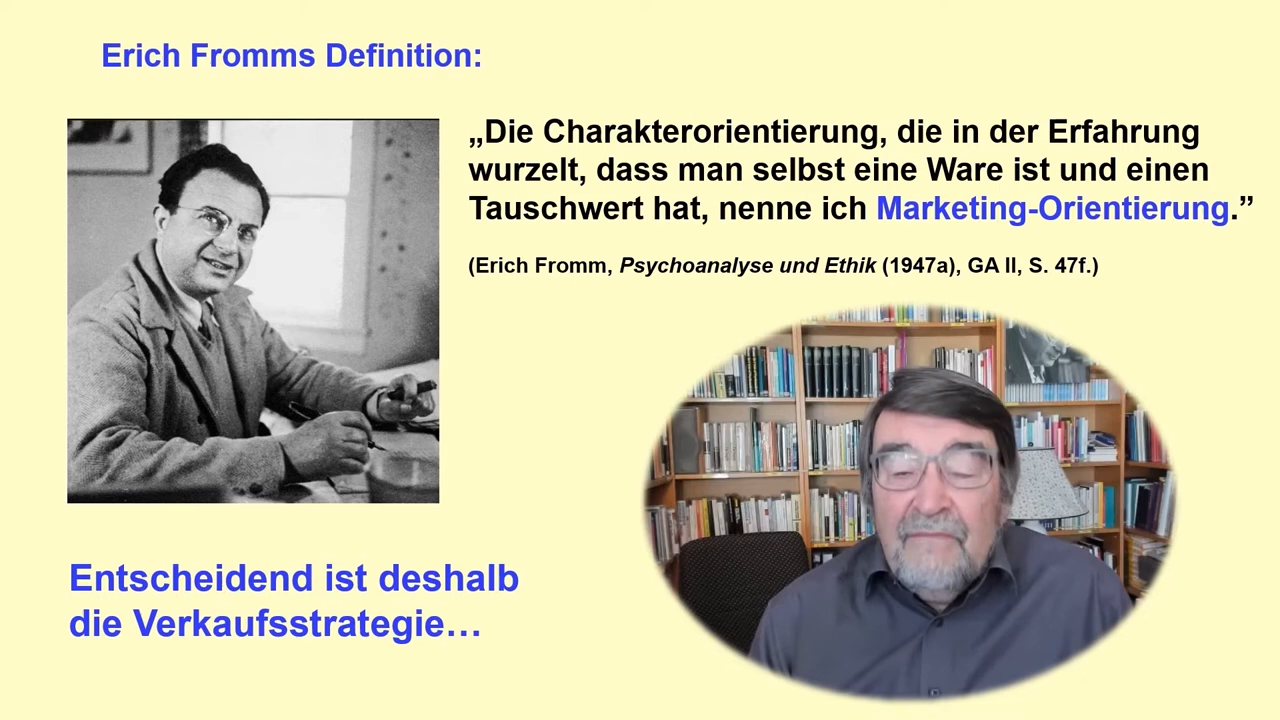 Erich Fromms Definition:
„Die Charakterorientierung, die in der Erfahrung
wurzelt, dass man selbst eine Ware ist und einen
Tauschwert hat, nenne ich Marketing-Orientierung.”
(Erich Fromm, Psychoanalyse und Ethik (1947a), GA II, S. 47f.)
Entscheidend ist deshalb
die Verkaufsstrategie…